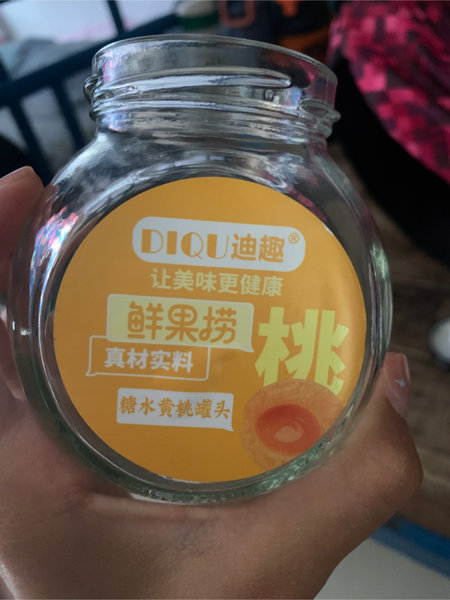 DIQU迪趣®
让美味更健康
鲜果捞
桃
真材实料
糖水黄桃罐头